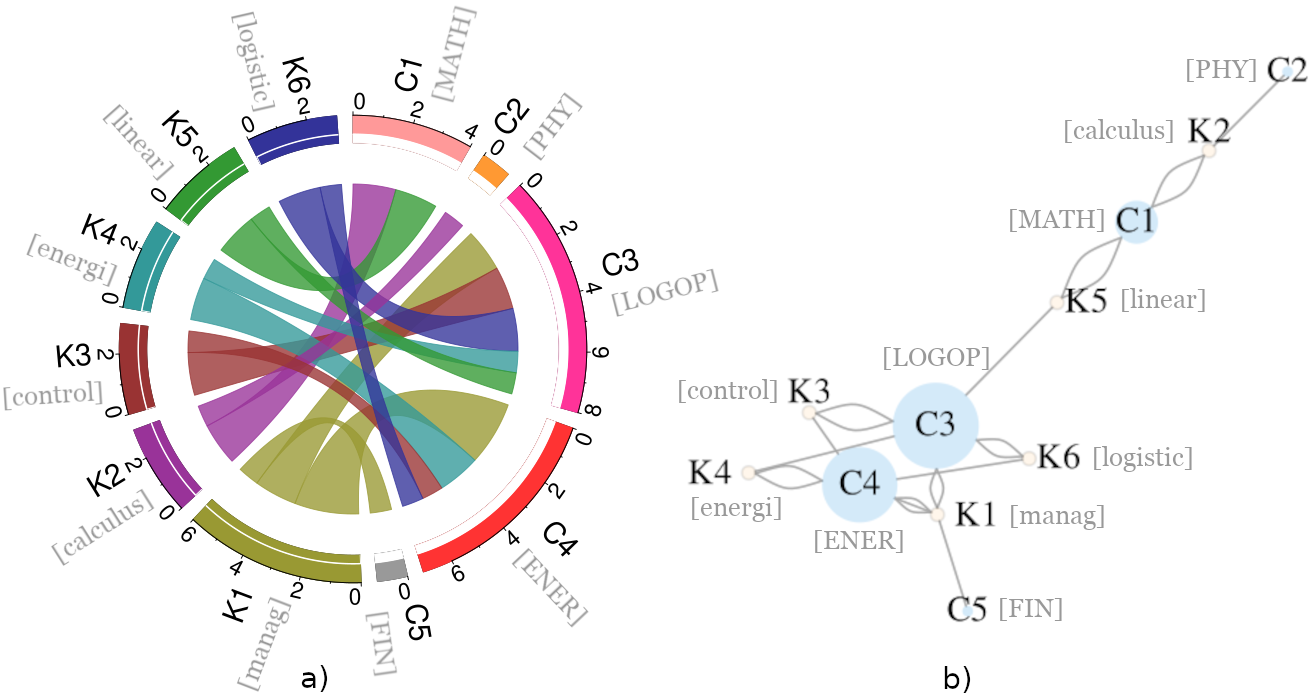 K6
[logistic]
0
2
C1
[MATH]
0
2
4
C2
[PHY]
0
C3
[LOGOP]
0
2
4
6
8
C4
[ENER]
0
2
4
6
C5
[FIN]
0
K1
[manag]
0
2
4
6
K2
[calculus]
0
2
K3
[control]
0
2
K4
[energi]
0
2
K5
[linear]
0
2
a)
[PHY] C2
[calculus] K2
[MATH] C1
K5 [linear]
[LOGOP]
[control] K3
C3
K4
K6 [logistic]
C4
[energi]
K1 [manag]
[ENER]
C5 [FIN]
b)